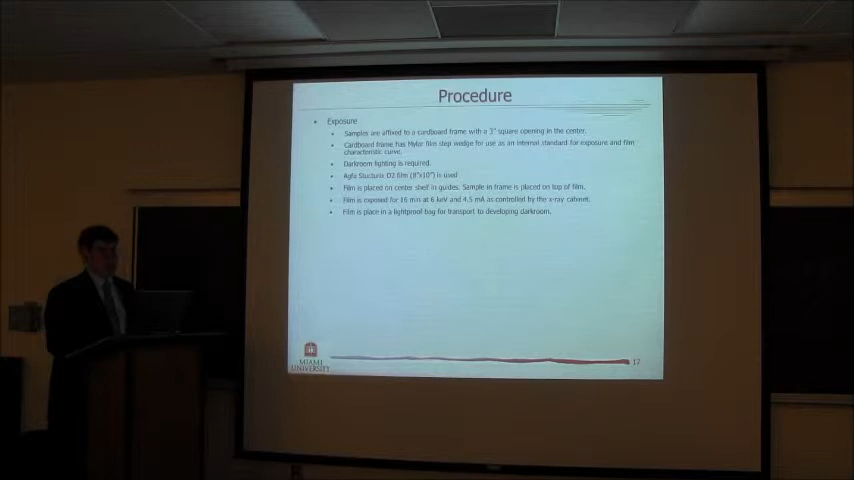 Procedure
• Exposure
• Samples are affixed to a cardboard frame with a 3" square opening in the center.
• Cardboard frame has Mylar film step wedge for use as an internal standard for exposure and film
characteristic curve.
• Darkroom lighting is required.
• Agfa Stucturix D2 film (8"x10") is used
• Film is placed on center shelf in guides. Sample in frame is placed on top of film.
• Film is exposed for 16 min at 6 keV and 4.5 mA as controlled by the x-ray cabinet.
• Film is place in a lightproof bag for transport to developing darkroom.
MIAMI
UNIVERSITY
17